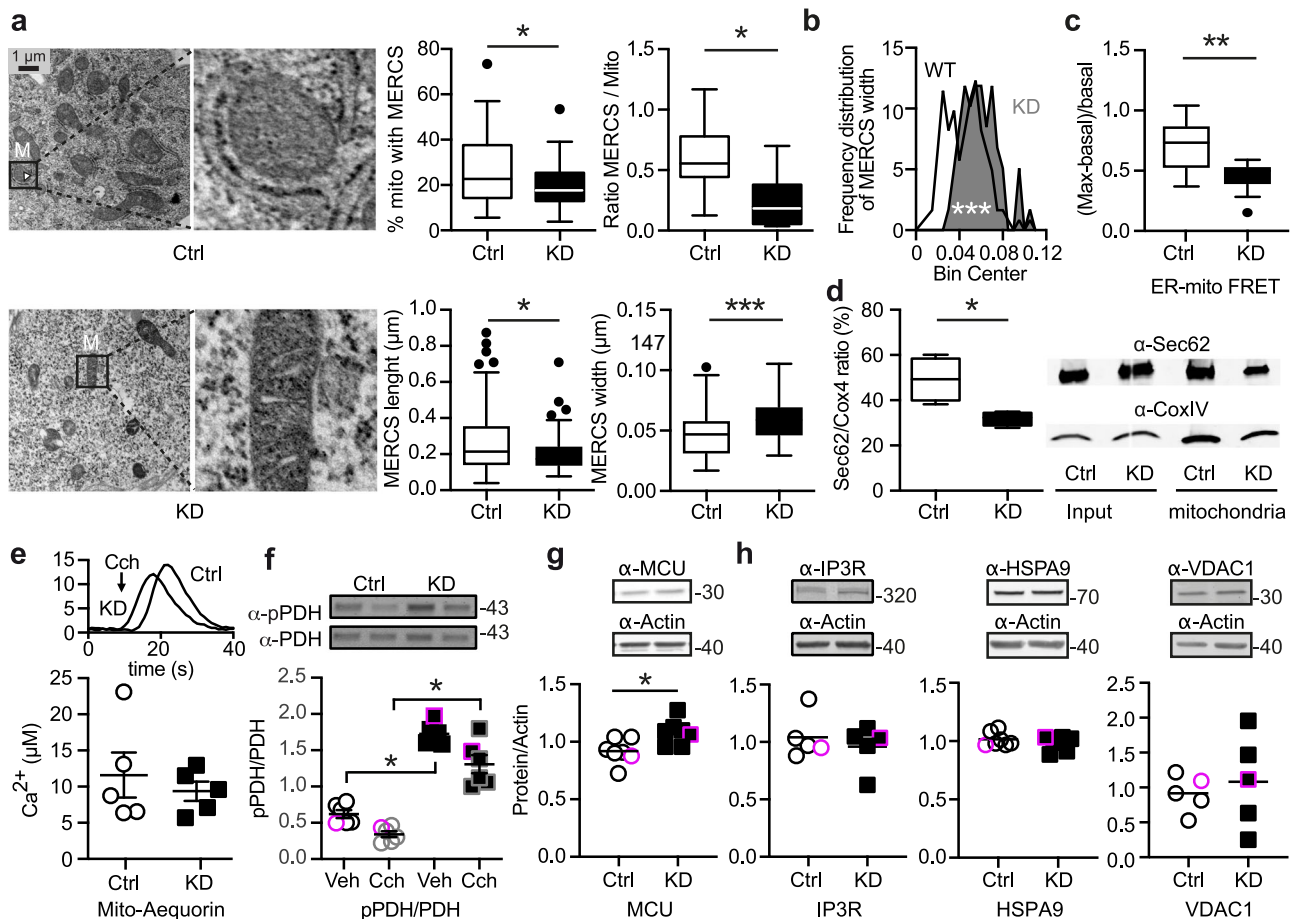 a
1 µm
M
Ctrl
% mito with MERCS
80
60
40
20
0
*
Ctrl
KD
Ratio MERCS / Mito
1.5
1.0
0.5
0.0
*
Ctrl
KD
M
KD
MERCS lenght (µm)
1.0
0.8
0.6
0.4
0.2
0.0
*
Ctrl
KD
MERCS width (µm)
0.15
147
0.10
0.05
0.00
***
Ctrl
KD
b
Frequency distribution
of MERCS width
15
10
5
0
WT
KD
***
0 0.04 0.08 0.12
Bin Center
c
(Max-basal)/basal
1.5
1.0
0.5
0.0
**
Ctrl
KD
ER-mito FRET
d
Sec62/Cox4 ratio (%)
80
60
40
20
0
*
Ctrl
KD
α-Sec62
α-CoxIV
Ctrl KD Ctrl KD
Input mitochondria
e
15
10
5
0
Cch
KD
Ctrl
0 20 40
time (s)
Ca2+ (µM)
25
20
15
10
5
0
Ctrl
KD
Mito-Aequorin
f
Ctrl KD
α-pPDH
-43
α-PDH
-43
pPDH/PDH
2.5
2.0
1.5
1.0
0.5
0.0
*
*
Veh Cch Veh Cch
pPDH/PDH
g
α-MCU
-30
α-Actin
-40
Protein/Actin
1.5
1.0
0.5
0.0
*
Ctrl KD
MCU
h
α-IP3R
-320
α-Actin
-40
1.5
1.0
0.5
0.0
Ctrl KD
IP3R
α-HSPA9
-70
α-Actin
-40
1.5
1.0
0.5
0.0
Ctrl KD
HSPA9
α-VDAC1
-30
α-Actin
-40
2.5
2.0
1.5
1.0
0.5
0.0
Ctrl KD
VDAC1